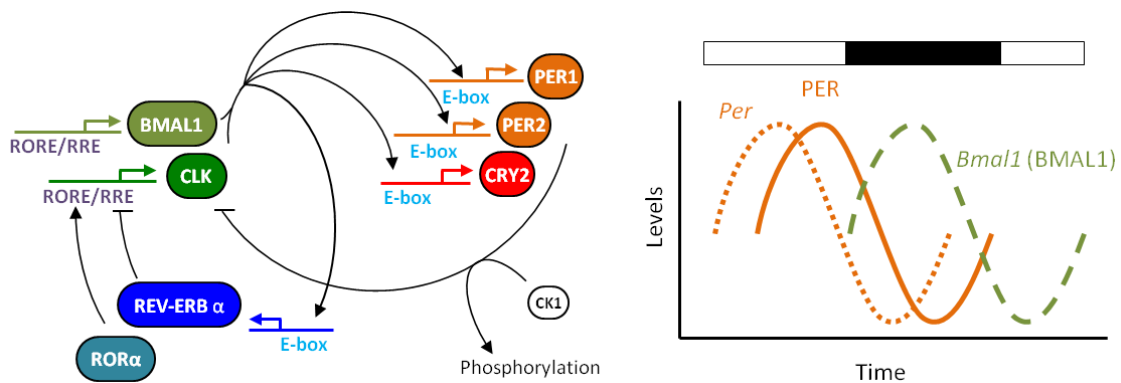 PER1
E-box
BMAL1
PER2
RORE/RRE
E-box
CLK
CRY2
RORE/RRE
E-box
REV-ERB α
CK1
E-box
RORα
Phosphorylation
PER
Per
Bmal1 (BMAL1)
Levels
Time